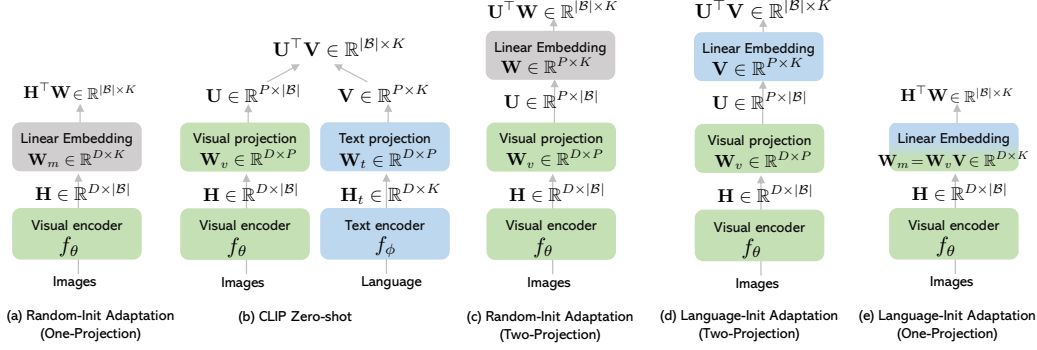 H⊤W ∈ ℝ|ℬ|×K
Linear Embedding
W_m ∈ ℝ^{D×K}
H ∈ ℝ^{D×|ℬ|}
Visual encoder
f_θ
Images
(a) Random-Init Adaptation
(One-Projection)
U⊤V ∈ ℝ^{|ℬ|×K}
U ∈ ℝ^{P×|ℬ|}
V ∈ ℝ^{P×K}
Visual projection
W_v ∈ ℝ^{D×P}
Text projection
W_t ∈ ℝ^{D×P}
H ∈ ℝ^{D×|ℬ|}
H_t ∈ ℝ^{D×K}
Visual encoder
f_θ
Text encoder
f_ϕ
Images
Language
(b) CLIP Zero-shot
U⊤W ∈ ℝ^{|ℬ|×K}
Linear Embedding
W ∈ ℝ^{P×K}
U ∈ ℝ^{P×|ℬ|}
Visual projection
W_v ∈ ℝ^{D×P}
H ∈ ℝ^{D×|ℬ|}
Visual encoder
f_θ
Images
(c) Random-Init Adaptation
(Two-Projection)
U⊤V ∈ ℝ^{|ℬ|×K}
Linear Embedding
V ∈ ℝ^{P×K}
U ∈ ℝ^{P×|ℬ|}
Visual projection
W_v ∈ ℝ^{D×P}
H ∈ ℝ^{D×|ℬ|}
Visual encoder
f_θ
Images
(d) Language-Init Adaptation
(Two-Projection)
H⊤W ∈ ℝ^{|ℬ|×K}
Linear Embedding
W_m = W_v V ∈ ℝ^{D×K}
H ∈ ℝ^{D×|ℬ|}
Visual encoder
f_θ
Images
(e) Language-Init Adaptation
(One-Projection)